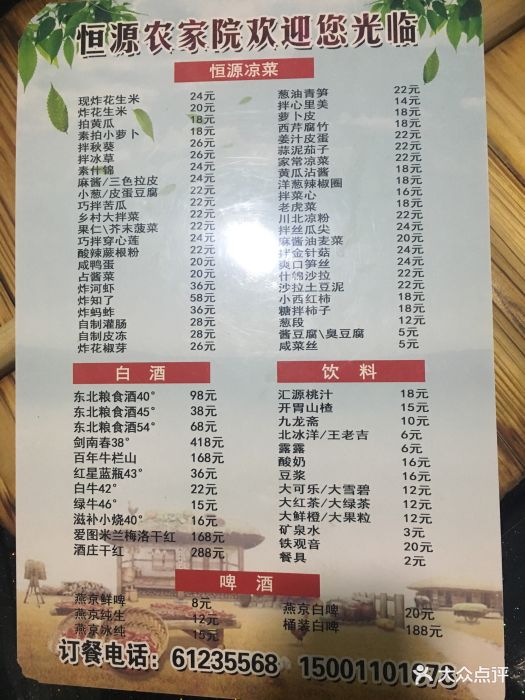 恒源农家院欢迎您光临
恒源凉菜
现炸花生米 24元
炸花生米 20元
拍黄瓜 18元
素拍小萝卜 18元
拌秋葵 26元
拌冰草 26元
素什锦 24元
麻酱/三色拉皮 22元
小葱/皮蛋豆腐 22元
巧拌苦瓜 22元
乡村大拌菜 22元
果仁\芥末菠菜 22元
巧拌穿心莲 22元
酸辣蕨根粉 22元
咸鸭蛋 20元
占酱菜 20元
炸河虾 36元
炸知了 58元
炸蚂蚱 36元
自制灌肠 28元
自制皮冻 28元
炸花椒芽 26元
葱油青笋 22元
拌心里美 14元
萝卜皮 18元
西芹腐竹 22元
姜汁皮蛋 22元
蒜泥茄子 22元
家常凉菜 22元
黄瓜沾酱 18元
洋葱辣椒圈 18元
拌菜心 18元
老虎菜 18元
川北凉粉 22元
拌丝瓜尖 22元
麻酱油麦菜 20元
拌金针菇 22元
爽口笋丝 22元
什锦沙拉 22元
沙拉土豆泥 22元
小西红柿 18元
糖拌柿子 18元
葱段 12元
酱豆腐\臭豆腐 5元
咸菜丝 5元
白酒
东北粮食酒40° 98元
东北粮食酒45° 38元
东北粮食酒54° 68元
剑南春38° 418元
百年牛栏山 168元
红星蓝瓶43° 36元
白牛42° 22元
绿牛46° 15元
滋补小烧40° 16元
爱图米兰梅洛干红 168元
酒庄干红 288元
饮料
汇源桃汁 18元
开胃山楂 15元
九龙斋 10元
北冰洋/王老吉 6元
露露 6元
酸奶 16元
豆浆 16元
大可乐/大雪碧 12元
大红茶/大绿茶 12元
大鲜橙/大果粒 12元
矿泉水 3元
铁观音 20元
餐具 2元
啤酒
燕京鲜啤 8元
燕京纯生 12元
燕京冰纯 15元
燕京白啤 20元
桶装白啤 188元
订餐电话：61235568
大众点评